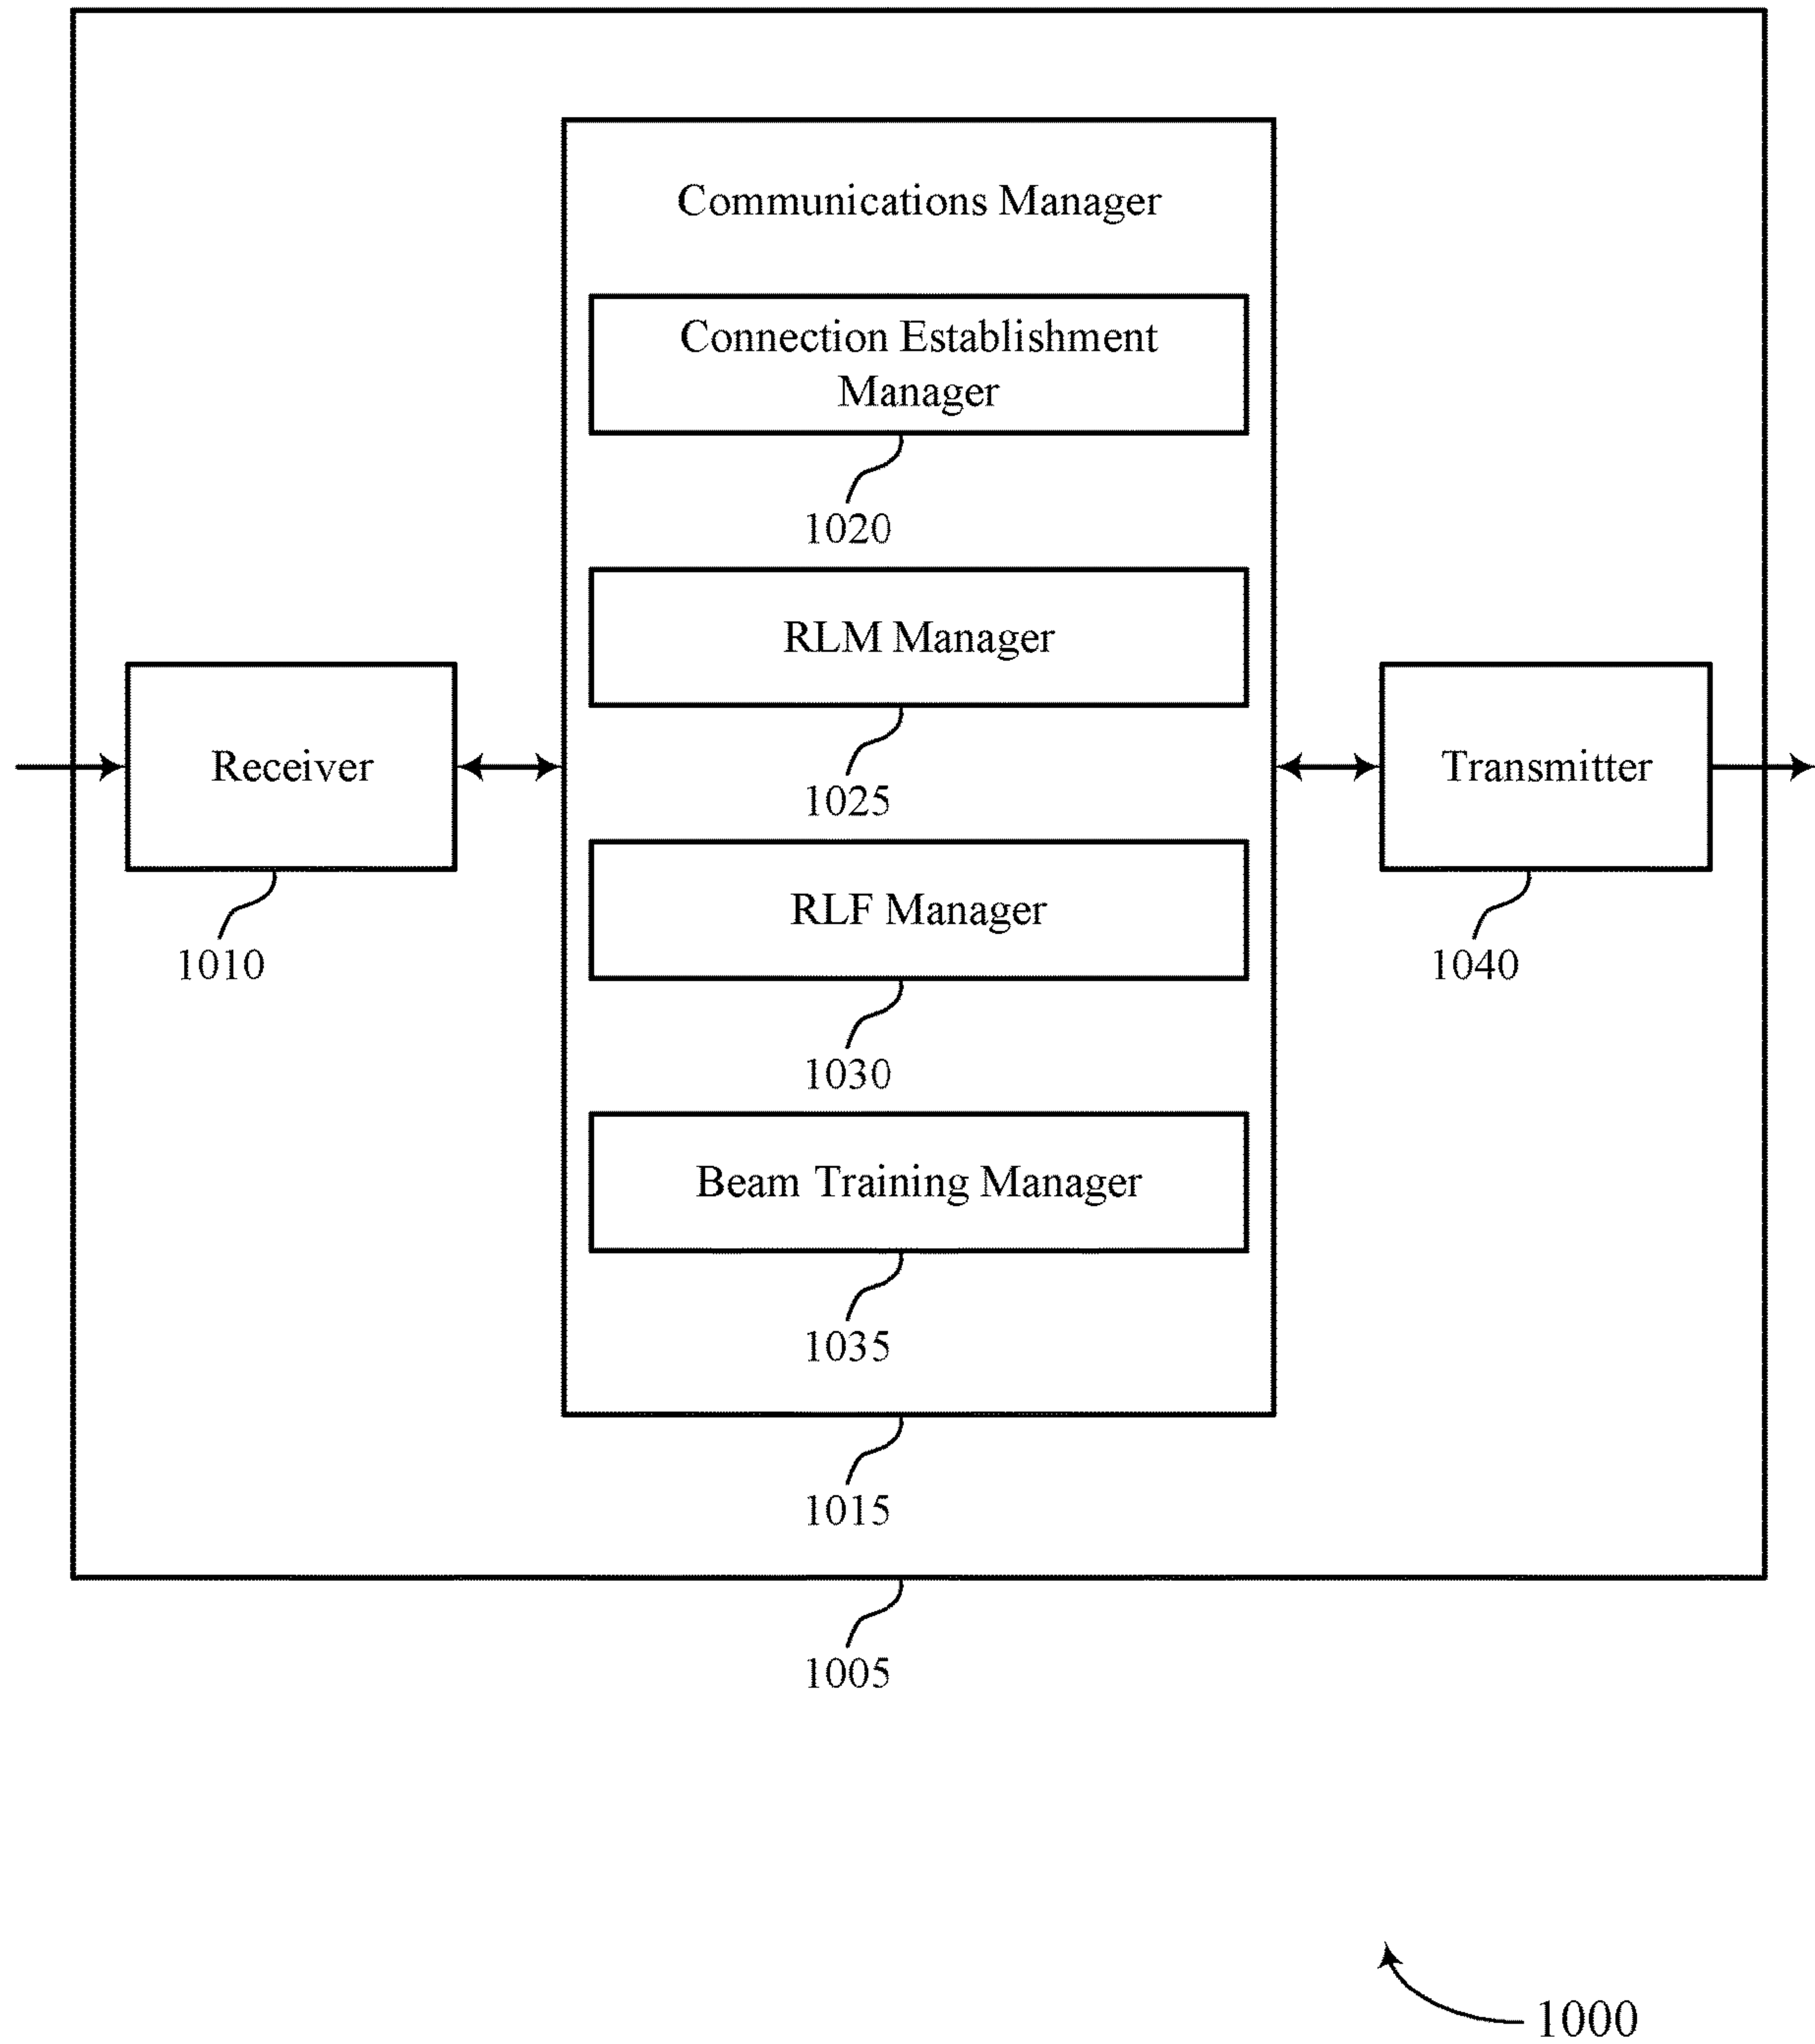 Communications Manager
Connection Establishment
Manager
1020
RLM Manager
1025
Receiver
1010
Transmitter
1040
RLF Manager
1030
Beam Training Manager
1035
1015
1005
1000